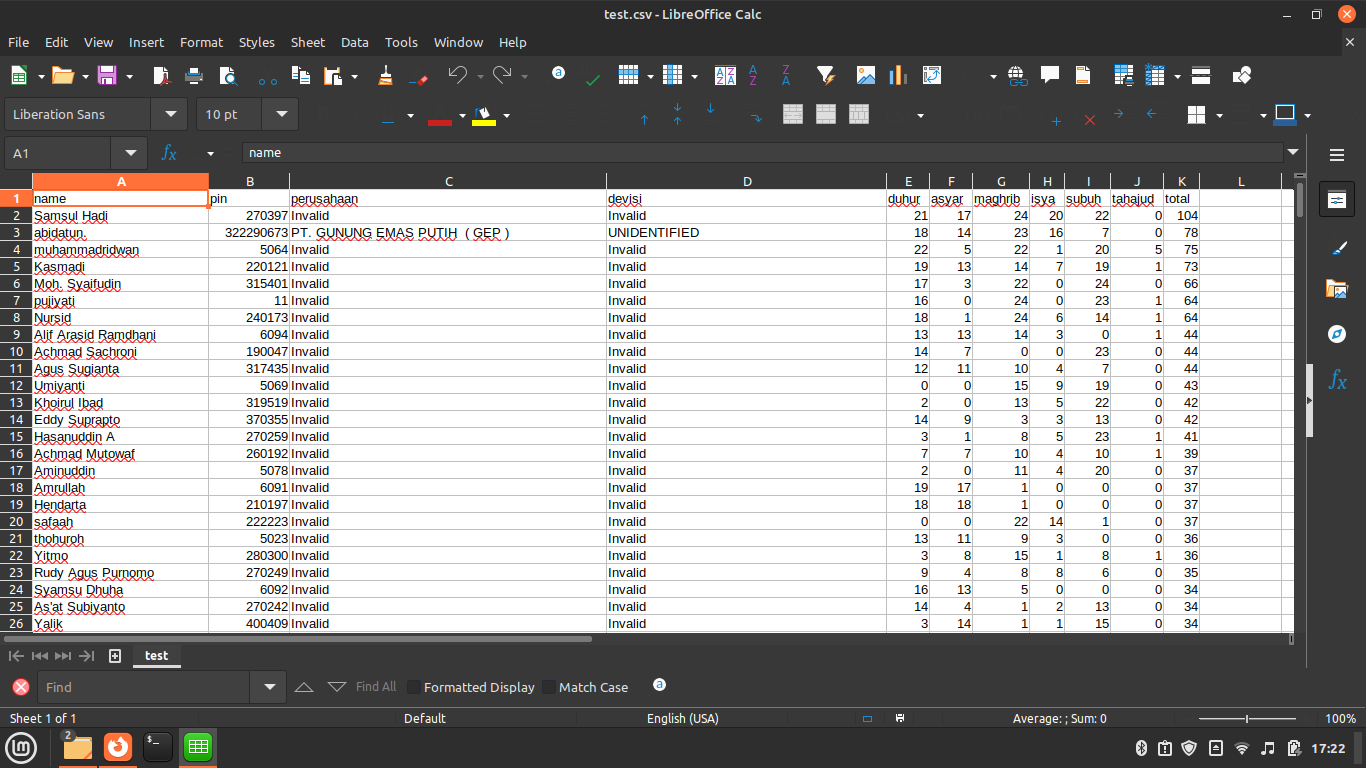 test.csv - LibreOffice Calc
File Edit View Insert Format Styles Sheet Data Tools Window Help
Liberation Sans 10 pt
A1 fx name
A B C D E F G H I J K L
1 name pin perusahaan devisi duhur asyar maghrib isya subuh tahajud total
2 Samsul Hadi 270397 Invalid Invalid 21 17 24 20 22 0 104
3 abidatun. 322290673 PT. GUNUNG EMAS PUTIH ( GEP ) UNIDENTIFIED 18 14 23 16 7 0 78
4 muhammadridwan 5064 Invalid Invalid 22 5 22 1 20 5 75
5 Kasmadi 220121 Invalid Invalid 19 13 14 7 19 1 73
6 Moh. Syaifudin 315401 Invalid Invalid 17 3 22 0 24 0 66
7 pujiyati 11 Invalid Invalid 16 0 24 0 23 1 64
8 Nursid 240173 Invalid Invalid 18 1 24 6 14 1 64
9 Alif Arasid Ramdhani 6094 Invalid Invalid 13 13 14 3 0 1 44
10 Achmad Sachroni 190047 Invalid Invalid 14 7 0 0 23 0 44
11 Agus Sugianta 317435 Invalid Invalid 12 11 10 4 7 0 44
12 Umiyanti 5069 Invalid Invalid 0 0 15 9 19 0 43
13 Khoirul Ibad 319519 Invalid Invalid 2 0 13 5 22 0 42
14 Eddy Suprapto 370355 Invalid Invalid 14 9 3 3 13 0 42
15 Hasanuddin A 270259 Invalid Invalid 3 1 8 5 23 1 41
16 Achmad Mutowaf 260192 Invalid Invalid 7 7 10 4 10 1 39
17 Aminuddin 5078 Invalid Invalid 2 0 11 4 20 0 37
18 Amrullah 6091 Invalid Invalid 19 17 1 0 0 0 37
19 Hendarta 210197 Invalid Invalid 18 18 1 0 0 0 37
20 safaah 222223 Invalid Invalid 0 0 22 14 1 0 37
21 thohuroh 5023 Invalid Invalid 13 11 9 3 0 0 36
22 Yitmo 280300 Invalid Invalid 3 8 15 1 8 1 36
23 Rudy Agus Purnomo 270249 Invalid Invalid 9 4 8 8 6 0 35
24 Syamsu Dhuha 6092 Invalid Invalid 16 13 5 0 0 0 34
25 As'at Subiyanto 270242 Invalid Invalid 14 4 1 2 13 0 34
26 Yalik 400409 Invalid Invalid 3 14 1 1 15 0 34
test
Find Find All Formatted Display Match Case
Sheet 1 of 1 Default English (USA) Average: ; Sum: 0 100%
2 17:22